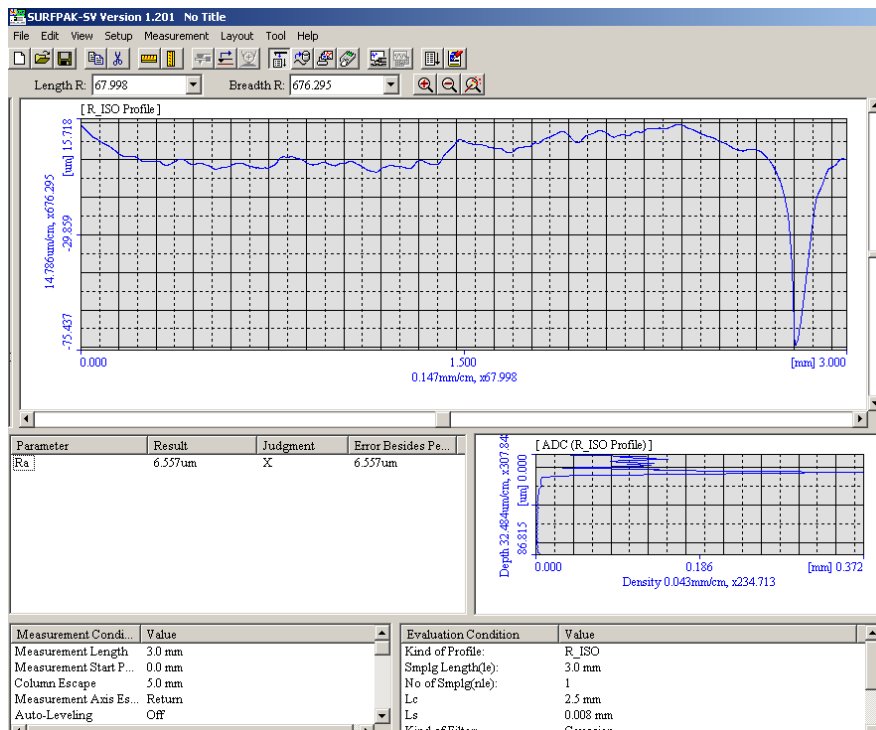 SURFPAK-SV Version 1.201 No Title
File Edit View Setup Measurement Layout Tool Help
Length R: 67.998 Breadth R: 676.295
[ R_ISO Profile ]
14.786um/cm, x676.295
[um] 15.718
-29.859
-75.437
0.000 1.500 [mm] 3.000
0.147mm/cm, x67.998
Parameter Result Judgment Error Besides Pe...
Ra 6.557um X 6.557um
[ ADC (R_ISO Profile) ]
[um] 0.000
86.815
0.000 0.186 [mm] 0.372
Density 0.043mm/cm, x234.713
Measurement Condi... Value
Measurement Length 3.0 mm
Measurement Start P... 0.0 mm
Column Escape 5.0 mm
Measurement Axis Es... Return
Auto-Leveling Off
Evaluation Condition Value
Kind of Profile: R_ISO
Smplg Length(le): 3.0 mm
No of Smplg(nle): 1
Lc 2.5 mm
Ls 0.008 mm